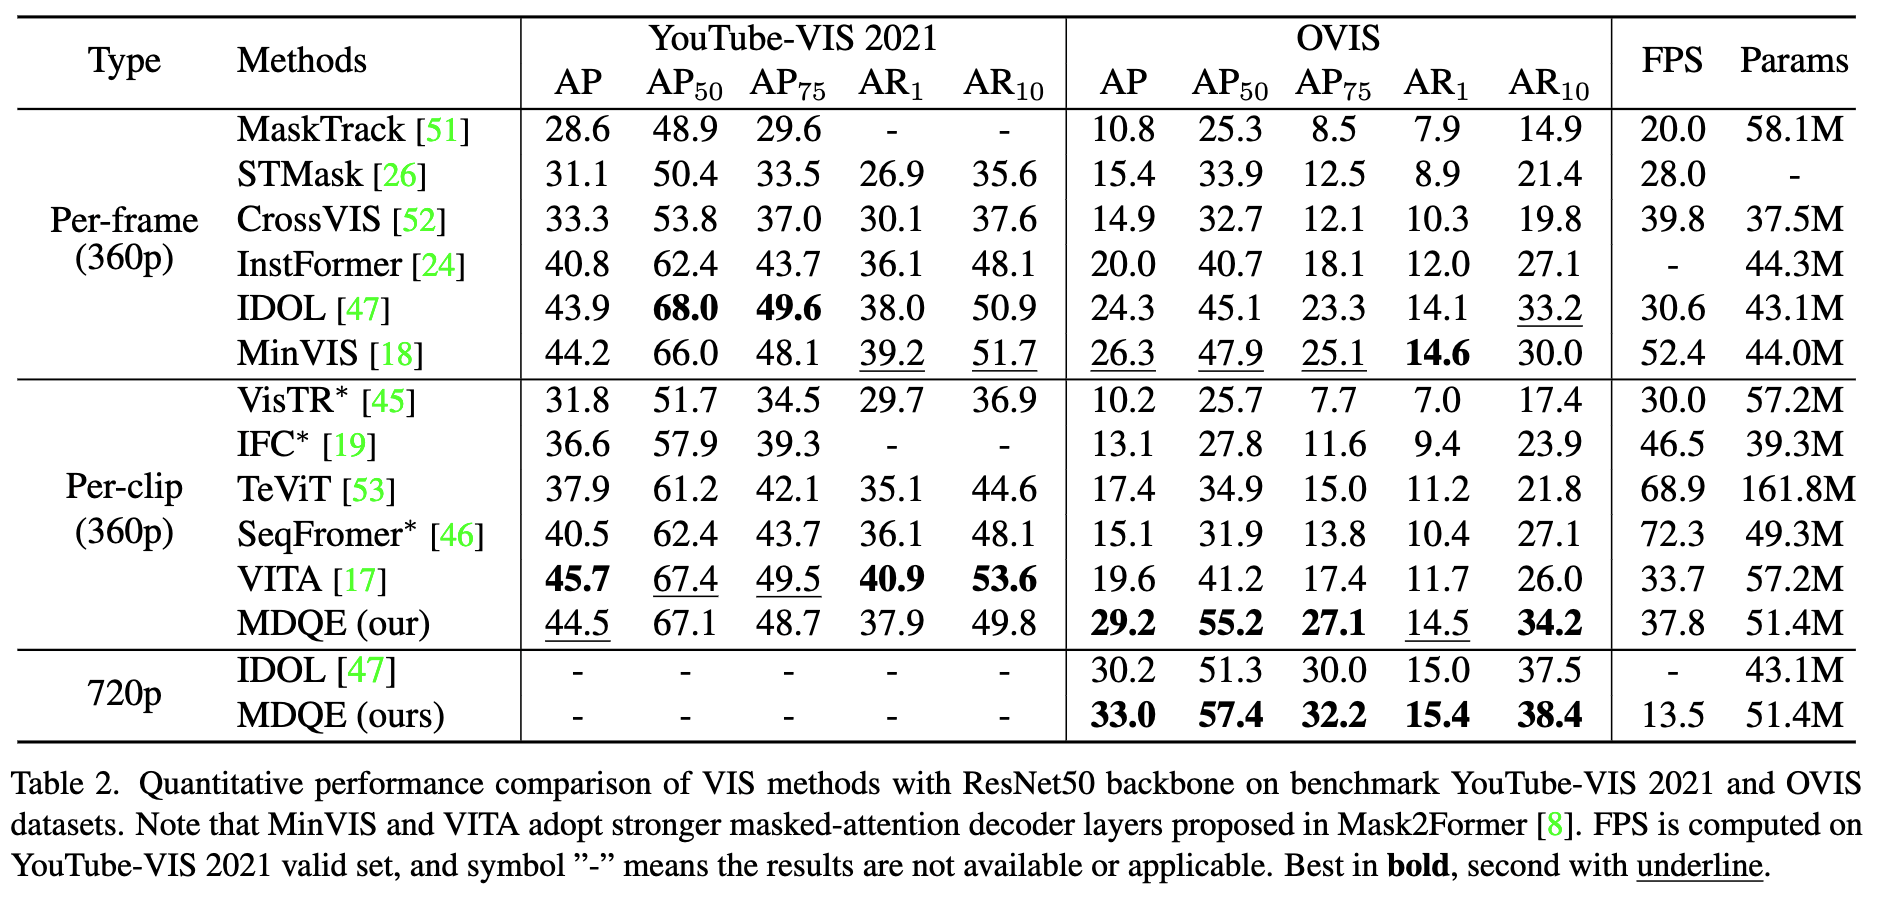 Type Methods YouTube-VIS 2021 OVIS FPS Params
AP AP50 AP75 AR1 AR10 AP AP50 AP75 AR1 AR10
Per-frame (360p)
MaskTrack [51] 28.6 48.9 29.6 - - 10.8 25.3 8.5 7.9 14.9 20.0 58.1M
STMask [26] 31.1 50.4 33.5 26.9 35.6 15.4 33.9 12.5 8.9 21.4 28.0 -
CrossVIS [52] 33.3 53.8 37.0 30.1 37.6 14.9 32.7 12.1 10.3 19.8 39.8 37.5M
InstFormer [24] 40.8 62.4 43.7 36.1 48.1 20.0 40.7 18.1 12.0 27.1 - 44.3M
IDOL [47] 43.9 68.0 49.6 38.0 50.9 24.3 45.1 23.3 14.1 33.2 30.6 43.1M
MinVIS [18] 44.2 66.0 48.1 39.2 51.7 26.3 47.9 25.1 14.6 30.0 52.4 44.0M
Per-clip (360p)
VisTR* [45] 31.8 51.7 34.5 29.7 36.9 10.2 25.7 7.7 7.0 17.4 30.0 57.2M
IFC* [19] 36.6 57.9 39.3 - - 13.1 27.8 11.6 9.4 23.9 46.5 39.3M
TeViT [53] 37.9 61.2 42.1 35.1 44.6 17.4 34.9 15.0 11.2 21.8 68.9 161.8M
SeqFromer* [46] 40.5 62.4 43.7 36.1 48.1 15.1 31.9 13.8 10.4 27.1 72.3 49.3M
VITA [17] 45.7 67.4 49.5 40.9 53.6 19.6 41.2 17.4 11.7 26.0 33.7 57.2M
MDQE (our) 44.5 67.1 48.7 37.9 49.8 29.2 55.2 27.1 14.5 34.2 37.8 51.4M
720p
IDOL [47] - - - - - 30.2 51.3 30.0 15.0 37.5 - 43.1M
MDQE (ours) - - - - - 33.0 57.4 32.2 15.4 38.4 13.5 51.4M
Table 2. Quantitative performance comparison of VIS methods with ResNet50 backbone on benchmark YouTube-VIS 2021 and OVIS
datasets. Note that MinVIS and VITA adopt stronger masked-attention decoder layers proposed in Mask2Former [8]. FPS is computed on
YouTube-VIS 2021 valid set, and symbol ”-” means the results are not available or applicable. Best in bold, second with underline.